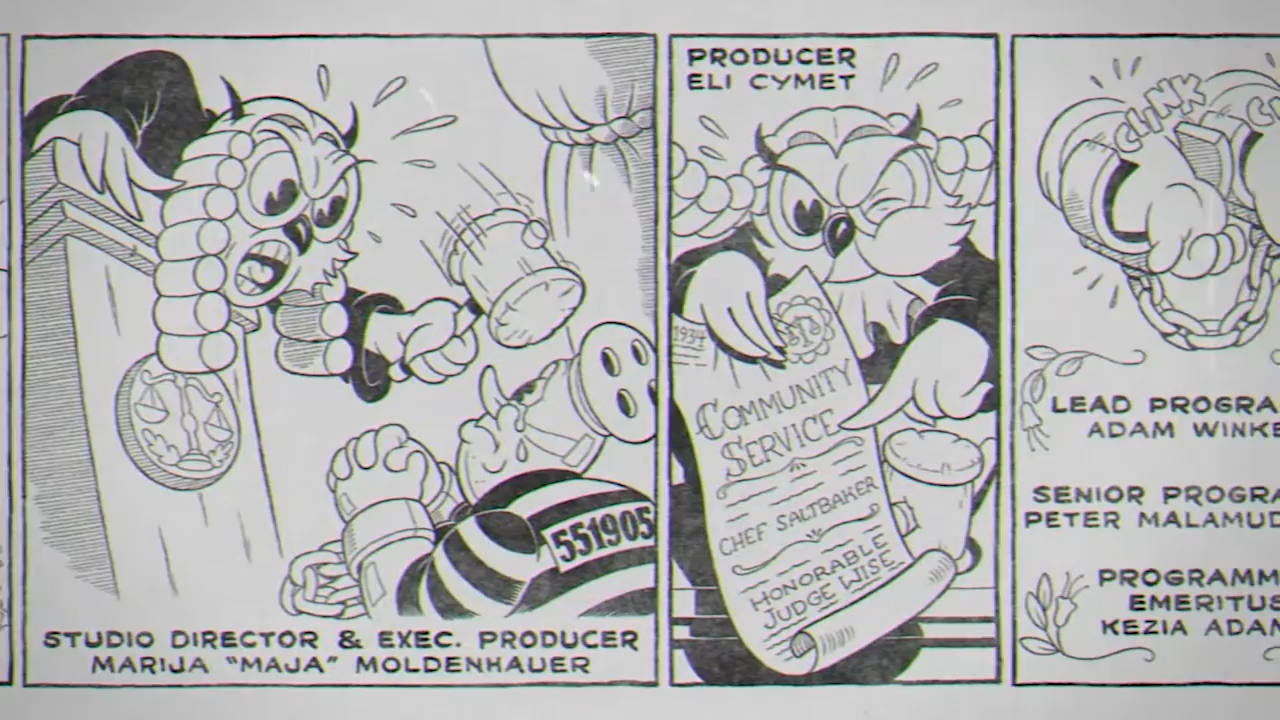 551905
STUDIO DIRECTOR & EXEC. PRODUCER
MARIJA "MAJA" MOLDENHAUER
PRODUCER
ELI CYMET
1934
COMMUNITY
SERVICE
CHEF SALTBAKER
HONORABLE
JUDGE WISE
CLINK
LEAD PROGRA
ADAM WINKE
SENIOR PROGRA
PETER MALAMUD
PROGRAMM
EMERITUS
KEZIA ADAM